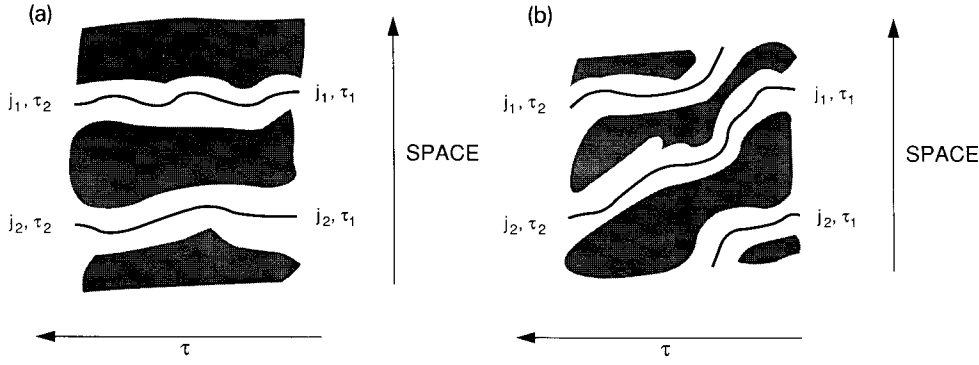 (a)
j₁, τ₂
j₁, τ₁
SPACE
j₂, τ₂
j₂, τ₁
τ
(b)
j₁, τ₂
j₁, τ₁
SPACE
j₂, τ₂
j₂, τ₁
τ